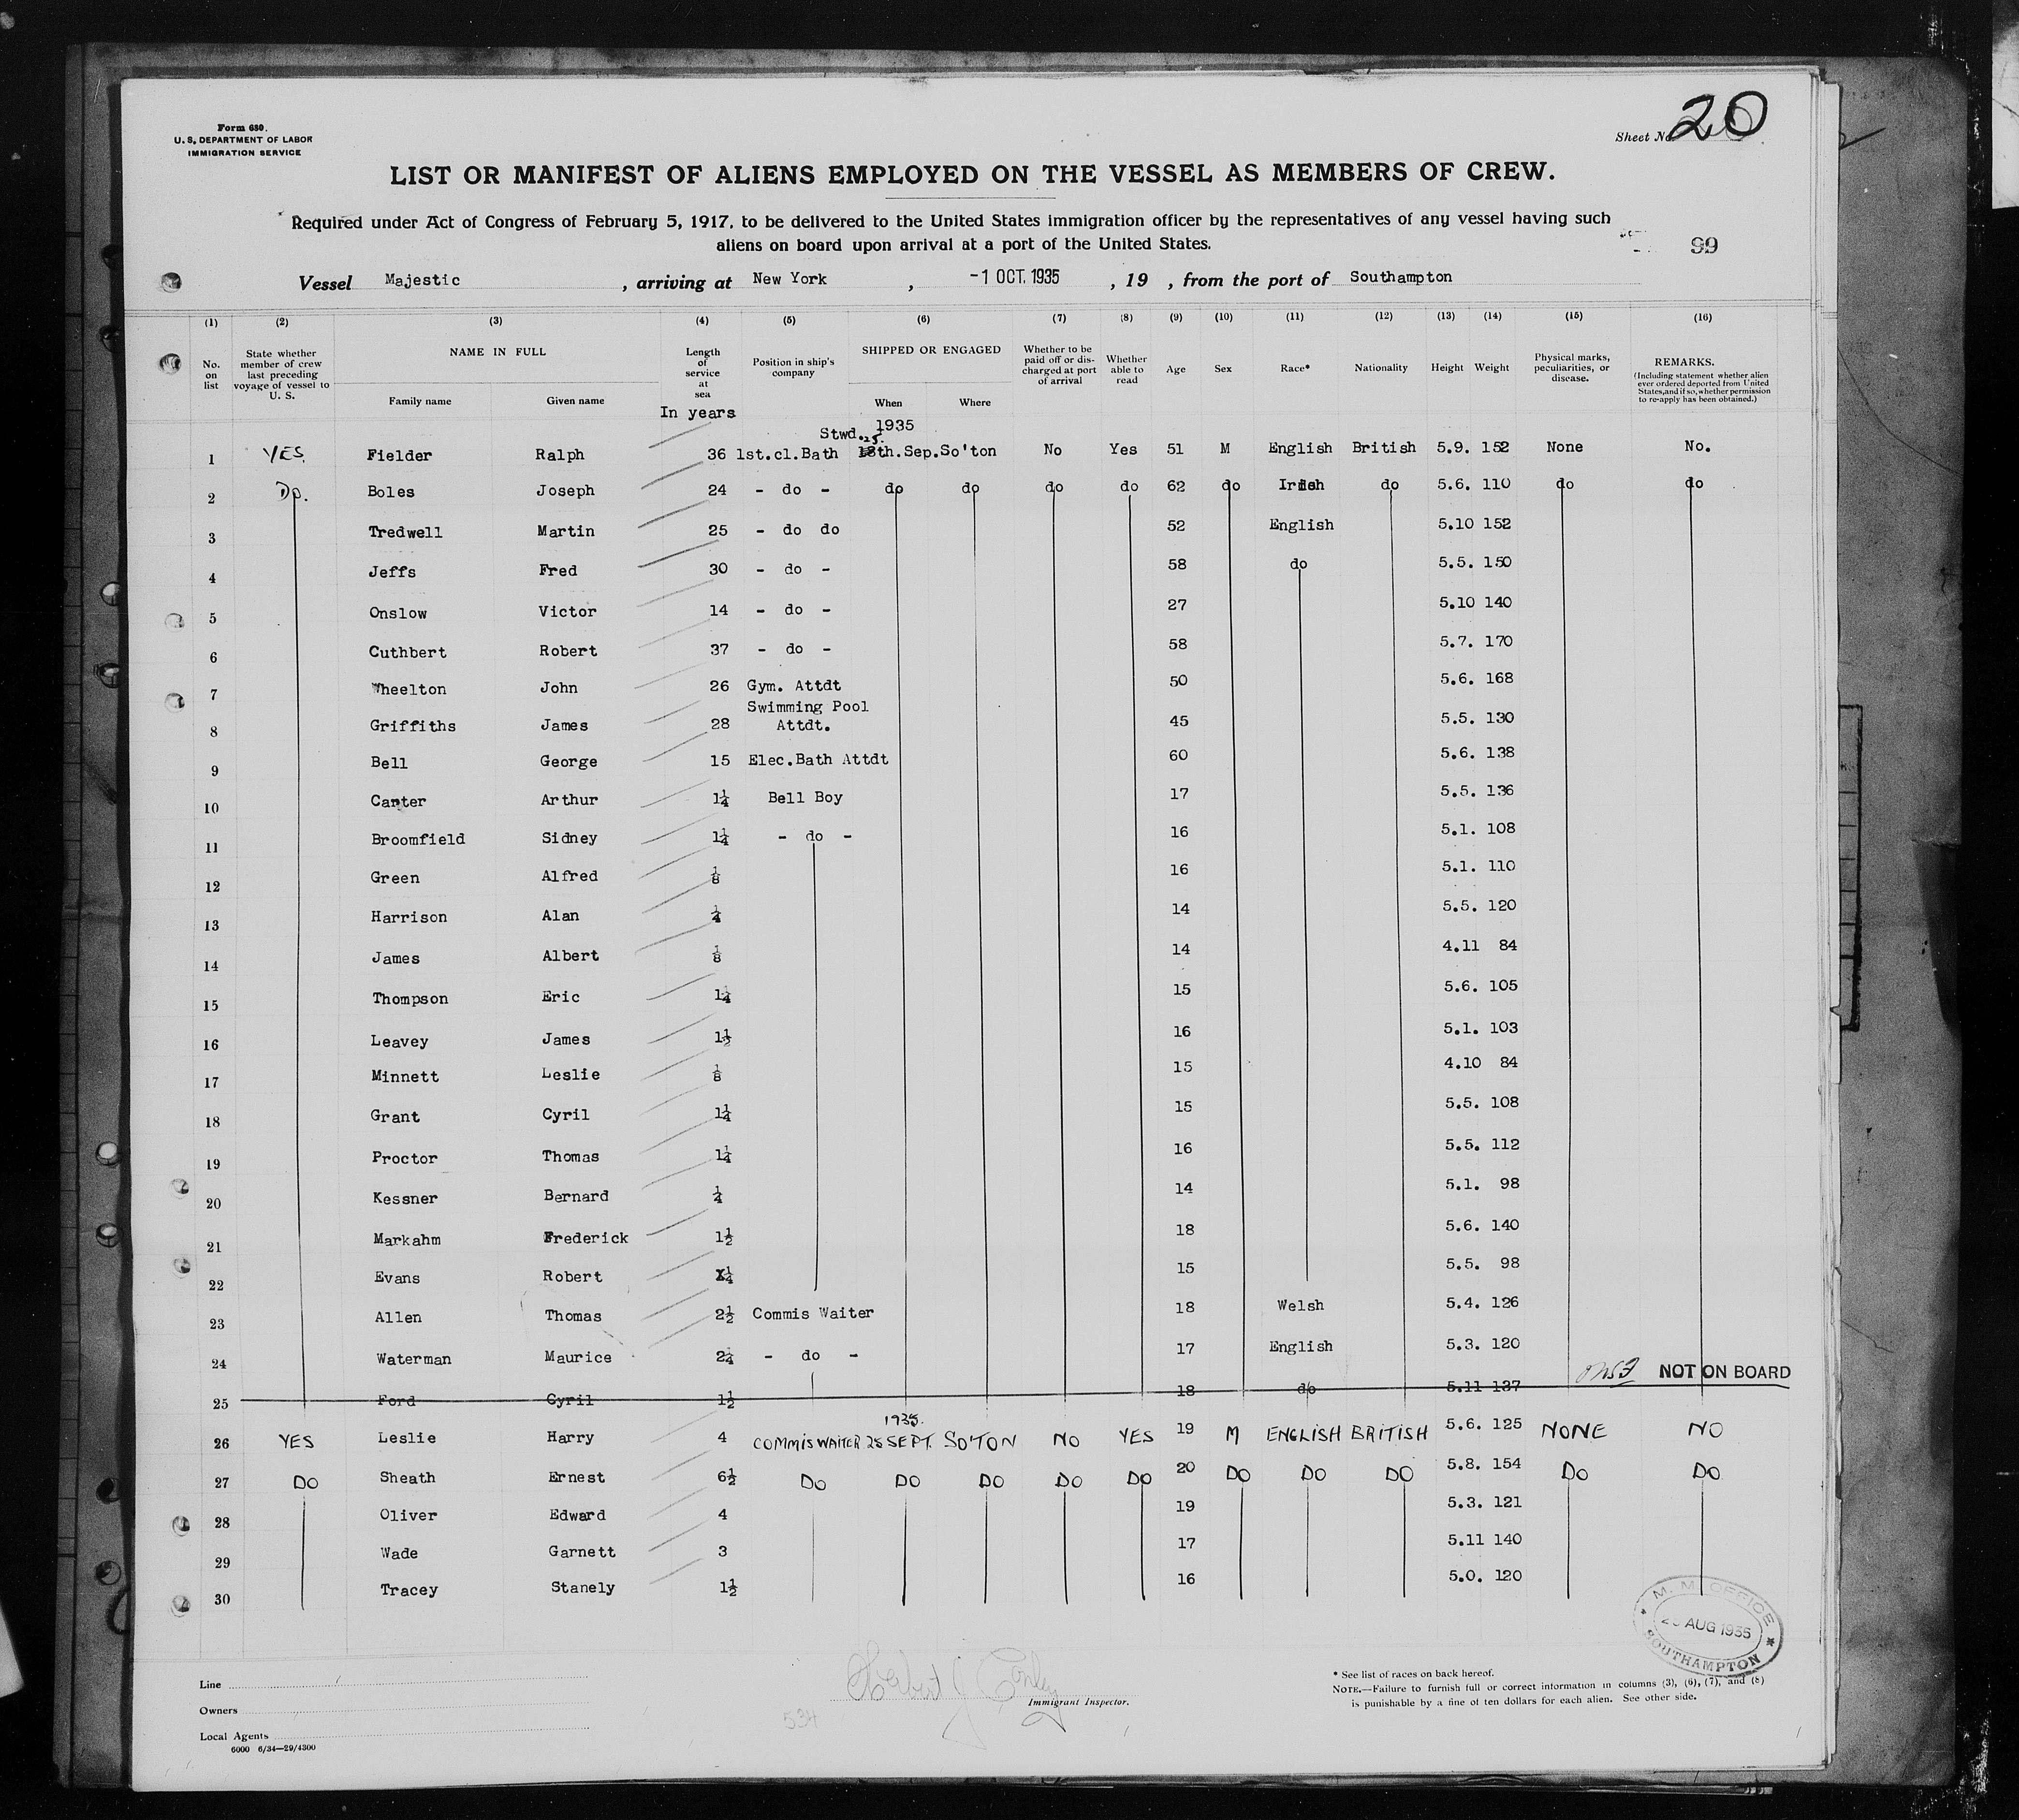 Form 680.
U. S. DEPARTMENT OF LABOR
IMMIGRATION SERVICE
Sheet No. 20
LIST OR MANIFEST OF ALIENS EMPLOYED ON THE VESSEL AS MEMBERS OF CREW.
Required under Act of Congress of February 5, 1917, to be delivered to the United States immigration officer by the representatives of any vessel having such
aliens on board upon arrival at a port of the United States.
99
Vessel Majestic, arriving at New York, -1 OCT. 1935, 19 , from the port of Southampton
(1) (2) (3) (4) (5) (6) (7) (8) (9) (10) (11) (12) (13) (14) (15) (16)
No. on list
State whether member of crew last preceding voyage of vessel to U. S.
NAME IN FULL
Family name Given name
Length of service at sea
In years
Position in ship's company
SHIPPED OR ENGAGED
When Where
Whether to be paid off or discharged at port of arrival
Whether able to read
Age
Sex
Race*
Nationality
Height
Weight
Physical marks, peculiarities, or disease.
REMARKS.
(Including statement whether alien ever ordered deported from United States, and if so, whether permission to re-apply has been obtained.)
Stwd. 25. 1935
1 YES. Fielder Ralph 36 1st.cl.Bath 18th.Sep. So'ton No Yes 51 M English British 5.9. 152 None No.
2 Do. Boles Joseph 24 - do - do do do do 62 do Irish do 5.6. 110 do do
3 Tredwell Martin 25 - do do 52 English 5.10 152
4 Jeffs Fred 30 - do - 58 do 5.5. 150
5 Onslow Victor 14 - do - 27 5.10 140
6 Cuthbert Robert 37 - do - 58 5.7. 170
7 Wheelton John 26 Gym. Attdt 50 5.6. 168
8 Griffiths James 28 Swimming Pool Attdt. 45 5.5. 130
9 Bell George 15 Elec.Bath Attdt 60 5.6. 138
10 Carter Arthur 1¼ Bell Boy 17 5.5. 136
11 Broomfield Sidney 1¼ - do - 16 5.1. 108
12 Green Alfred ⅛ 16 5.1. 110
13 Harrison Alan ¼ 14 5.5. 120
14 James Albert ⅛ 14 4.11 84
15 Thompson Eric 1¼ 15 5.6. 105
16 Leavey James 1½ 16 5.1. 103
17 Minnett Leslie ⅛ 15 4.10 84
18 Grant Cyril 1¼ 15 5.5. 108
19 Proctor Thomas 1¼ 16 5.5. 112
20 Kessner Bernard ¼ 14 5.1. 98
21 Markahm Frederick 1½ 18 5.6. 140
22 Evans Robert ¼ 15 5.5. 98
23 Allen Thomas 2½ Commis Waiter 18 Welsh 5.4. 126
24 Waterman Maurice 2¼ - do - 17 English 5.3. 120
NOT ON BOARD
25 Ford Cyril 1½ 18 do 5.11 137
1935.
26 YES Leslie Harry 4 COMMIS WAITER 25 SEPT. SO'TON NO YES 19 M ENGLISH BRITISH 5.6. 125 NONE NO
27 DO Sheath Ernest 6½ DO DO DO DO DO 20 DO DO DO 5.8. 154 DO DO
28 Oliver Edward 4 19 5.3. 121
29 Wade Garnett 3 17 5.11 140
30 Tracey Stanely 1½ 16 5.0. 120
M. M. OFFICE
AUG 1935
SOUTHAMPTON
Line
Owners
Local Agents
6000 6/34—29/4300
534
Immigrant Inspector.
* See list of races on back hereof.
NOTE.—Failure to furnish full or correct information in columns (3), (6), (7), and (8)
is punishable by a fine of ten dollars for each alien. See other side.